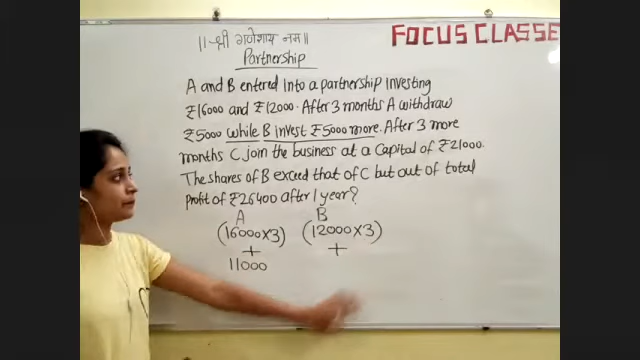 ॥ श्री गणेशाय नमः ॥
FOCUS CLASSE
Partnership
A and B entered into a partnership investing
₹16000 and ₹12000. After 3 months A withdraw
₹5000 while B invest ₹5000 more. After 3 more
months C join the business at a Capital of ₹21000.
The shares of B exceed that of C but out of total
profit of ₹26400 after 1 year?
A B
(16000×3) (12000×3)
+ +
11000